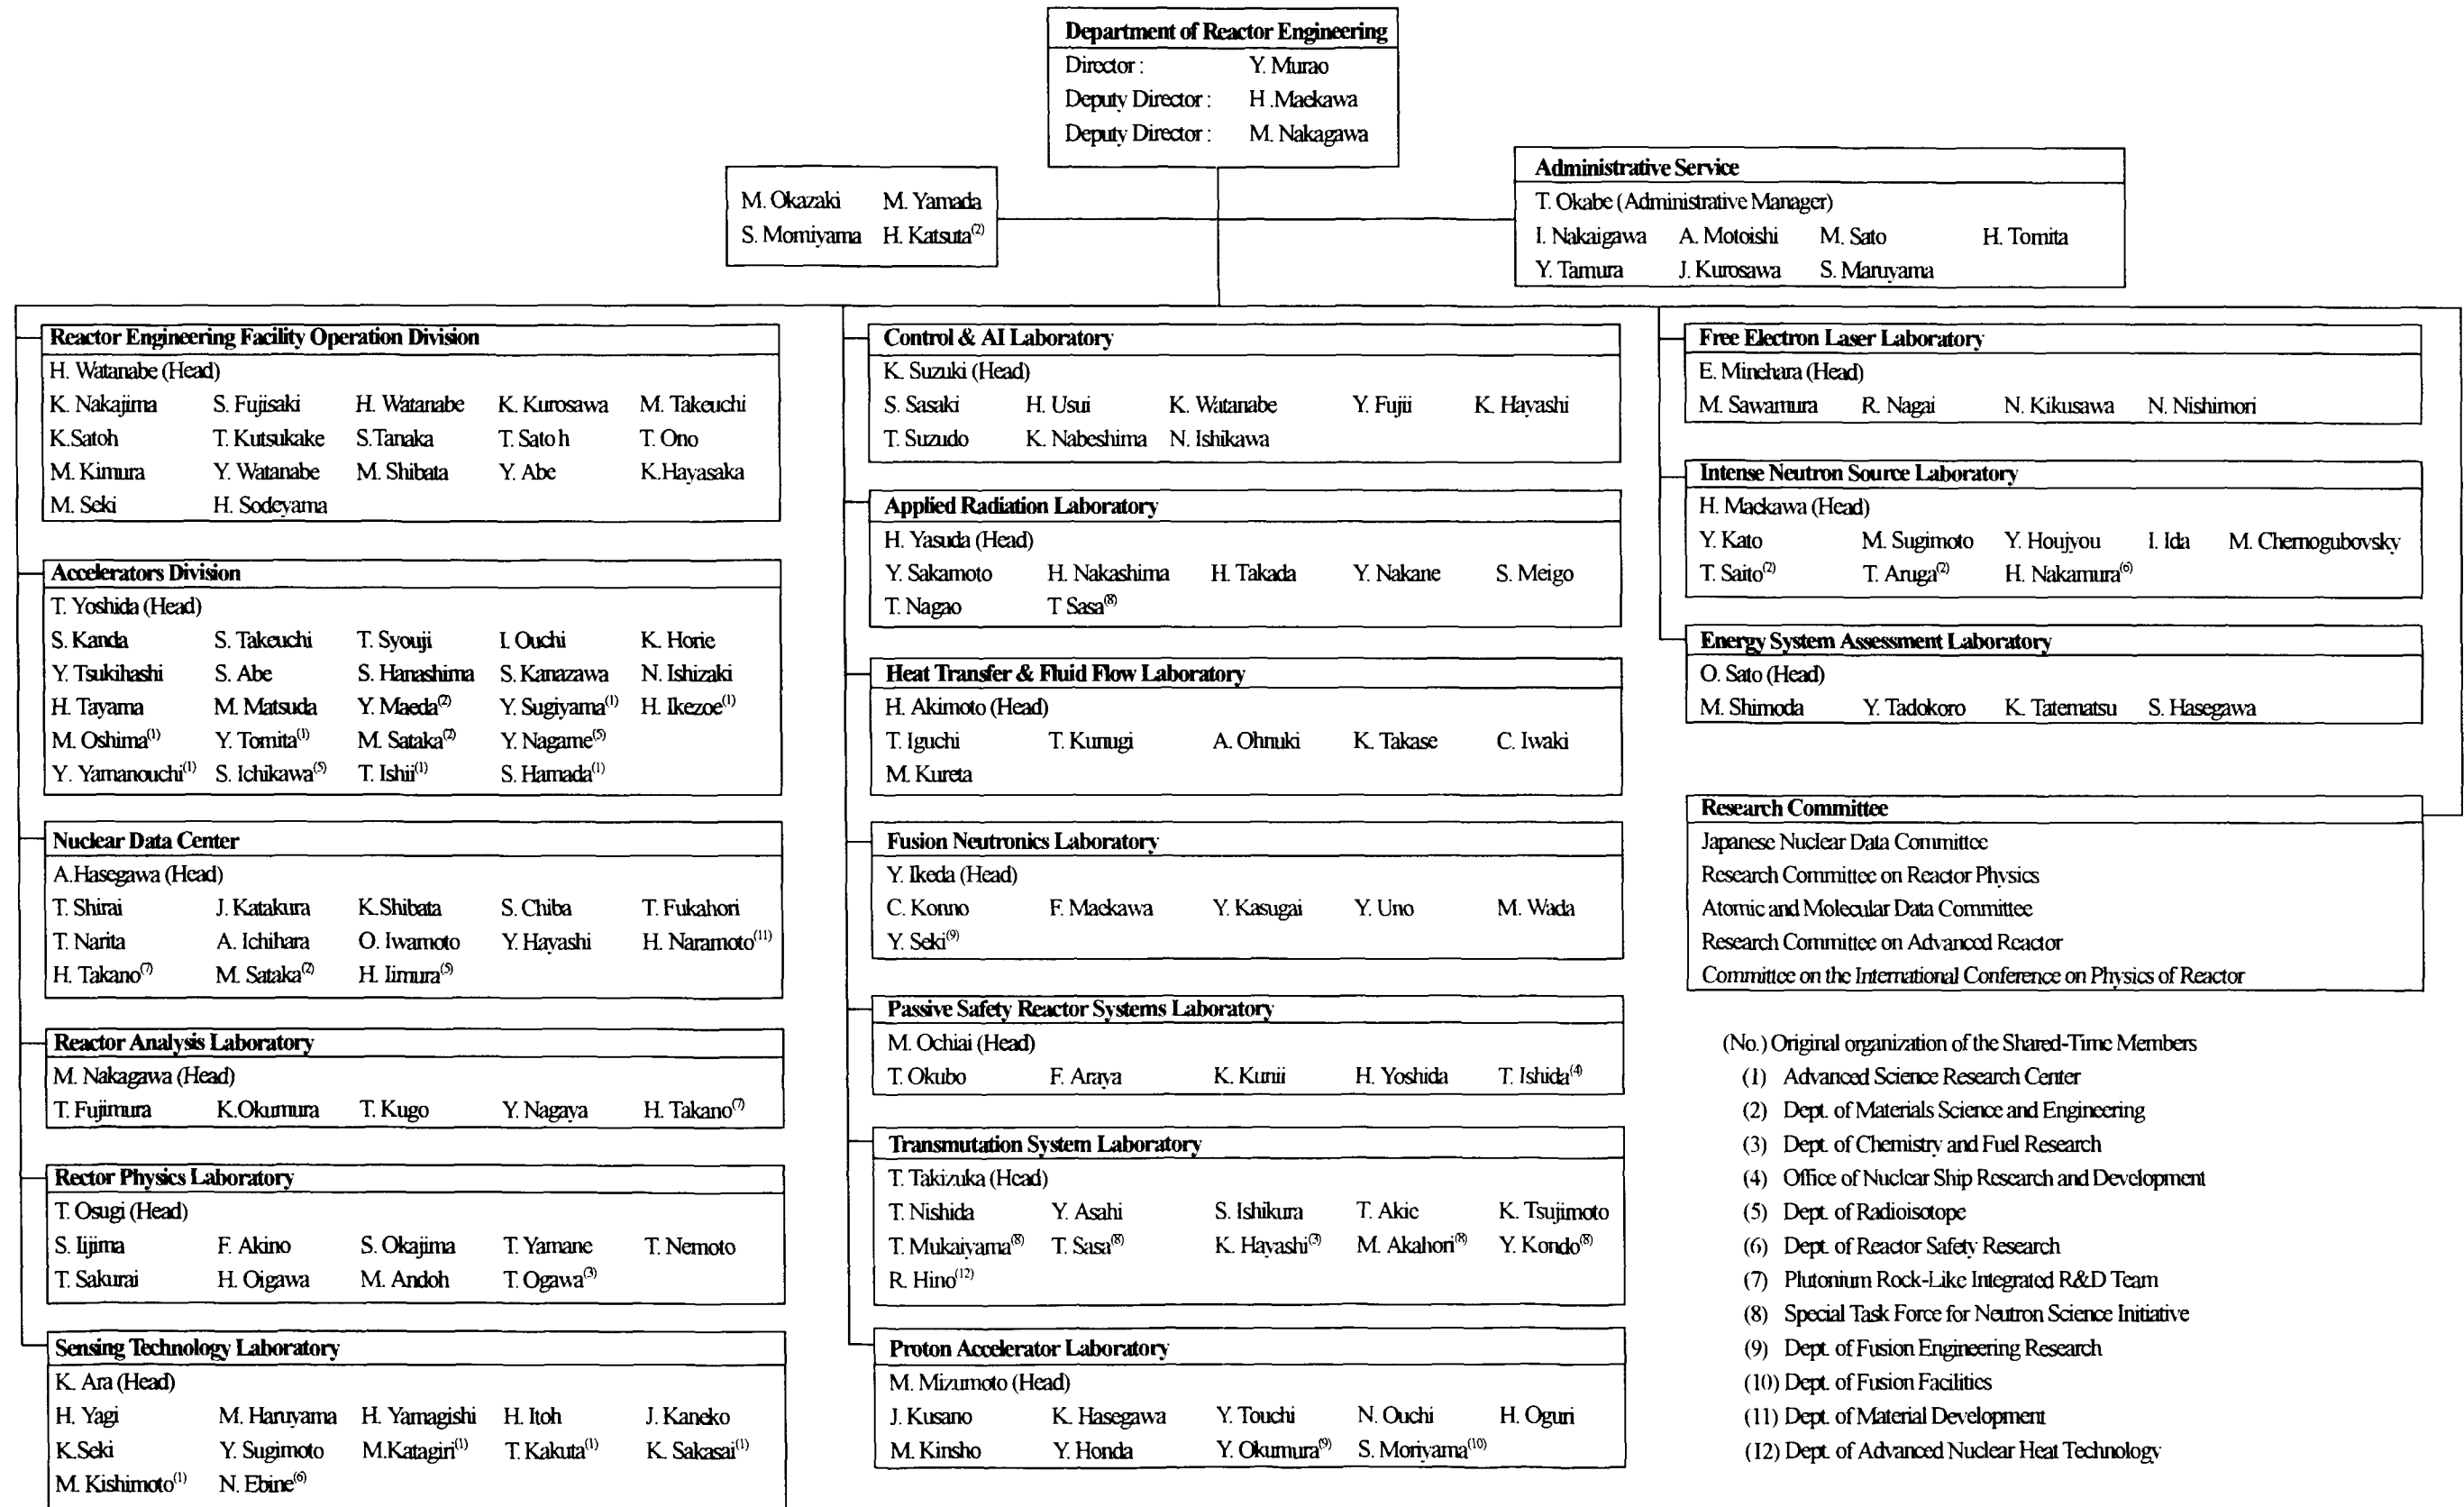 Department of Reactor Engineering
Director : Y. Murao
Deputy Director : H .Maekawa
Deputy Director : M. Nakagawa
M. Okazaki M. Yamada
S. Momiyama H. Katsuta(2)
Administrative Service
T. Okabe (Administrative Manager)
I. Nakaigawa A. Motoishi M. Sato H. Tomita
Y. Tamura J. Kurosawa S. Maruyama
Reactor Engineering Facility Operation Division
H. Watanabe (Head)
K. Nakajima S. Fujisaki H. Watanabe K. Kurosawa M. Takeuchi
K.Satoh T. Kutsukake S.Tanaka T. Sato h T. Ono
M. Kimura Y. Watanabe M. Shibata Y. Abe K.Hayasaka
M. Seki H. Sodeyama
Accelerators Division
T. Yoshida (Head)
S. Kanda S. Takeuchi T. Syouji I. Ouchi K. Horie
Y. Tsukihashi S. Abe S. Hanashima S. Kanazawa N. Ishizaki
H. Tayama M. Matsuda Y. Maeda(2) Y. Sugiyama(1) H. Ikezoe(1)
M. Oshima(1) Y. Tomita(1) M. Sataka(2) Y. Nagame(5)
Y. Yamanouchi(1) S. Ichikawa(5) T. Ishii(1) S. Hamada(1)
Nuclear Data Center
A.Hasegawa (Head)
T. Shirai J. Katakura K.Shibata S. Chiba T. Fukahori
T. Narita A. Ichihara O. Iwamoto Y. Hayashi H. Naramoto(11)
H. Takano(7) M. Sataka(2) H. Iimura(5)
Reactor Analysis Laboratory
M. Nakagawa (Head)
T. Fujimura K.Okumura T. Kugo Y. Nagaya H. Takano(7)
Rector Physics Laboratory
T. Osugi (Head)
S. Iijima F. Akino S. Okajima T. Yamane T. Nemoto
T. Sakurai H. Oigawa M. Andoh T. Ogawa(3)
Sensing Technology Laboratory
K. Ara (Head)
H. Yagi M. Haruyama H. Yamagishi H. Itoh J. Kaneko
K.Seki Y. Sugimoto M.Katagiri(1) T. Kakuta(1) K. Sakasai(1)
M. Kishimoto(1) N. Ebine(6)
Control & AI Laboratory
K. Suzuki (Head)
S. Sasaki H. Usui K. Watanabe Y. Fujii K. Hayashi
T. Suzudo K. Nabeshima N. Ishikawa
Applied Radiation Laboratory
H. Yasuda (Head)
Y. Sakamoto H. Nakashima H. Takada Y. Nakane S. Meigo
T. Nagao T Sasa(8)
Heat Transfer & Fluid Flow Laboratory
H. Akimoto (Head)
T. Iguchi T. Kunugi A. Ohnuki K. Takase C. Iwaki
M. Kureta
Fusion Neutronics Laboratory
Y. Ikeda (Head)
C. Konno F. Maekawa Y. Kasugai Y. Uno M. Wada
Y. Seki(9)
Passive Safety Reactor Systems Laboratory
M. Ochiai (Head)
T. Okubo F. Araya K. Kunii H. Yoshida T. Ishida(4)
Transmutation System Laboratory
T. Takizuka (Head)
T. Nishida Y. Asahi S. Ishikura T. Akie K. Tsujimoto
T. Mukaiyama(8) T. Sasa(8) K. Hayashi(3) M. Akahori(8) Y. Kondo(8)
R. Hino(12)
Proton Accelerator Laboratory
M. Mizumoto (Head)
J. Kusano K. Hasegawa Y. Touchi N. Ouchi H. Oguri
M. Kinsho Y. Honda Y. Okumura(9) S. Moriyama(10)
Free Electron Laser Laboratory
E. Minehara (Head)
M. Sawamura R. Nagai N. Kikusawa N. Nishimori
Intense Neutron Source Laboratory
H. Maekawa (Head)
Y. Kato M. Sugimoto Y. Houjyou I. Ida M. Chernogubovsky
T. Saito(2) T. Aruga(2) H. Nakamura(6)
Energy System Assessment Laboratory
O. Sato (Head)
M. Shimoda Y. Tadokoro K. Tatematsu S. Hasegawa
Research Committee
Japanese Nuclear Data Committee
Research Committee on Reactor Physics
Atomic and Molecular Data Committee
Research Committee on Advanced Reactor
Committee on the International Conference on Physics of Reactor
(No.) Original organization of the Shared-Time Members
(1) Advanced Science Research Center
(2) Dept. of Materials Science and Engineering
(3) Dept. of Chemistry and Fuel Research
(4) Office of Nuclear Ship Research and Development
(5) Dept. of Radioisotope
(6) Dept. of Reactor Safety Research
(7) Plutonium Rock-Like Integrated R&D Team
(8) Special Task Force for Neutron Science Initiative
(9) Dept. of Fusion Engineering Research
(10) Dept. of Fusion Facilities
(11) Dept. of Material Development
(12) Dept. of Advanced Nuclear Heat Technology